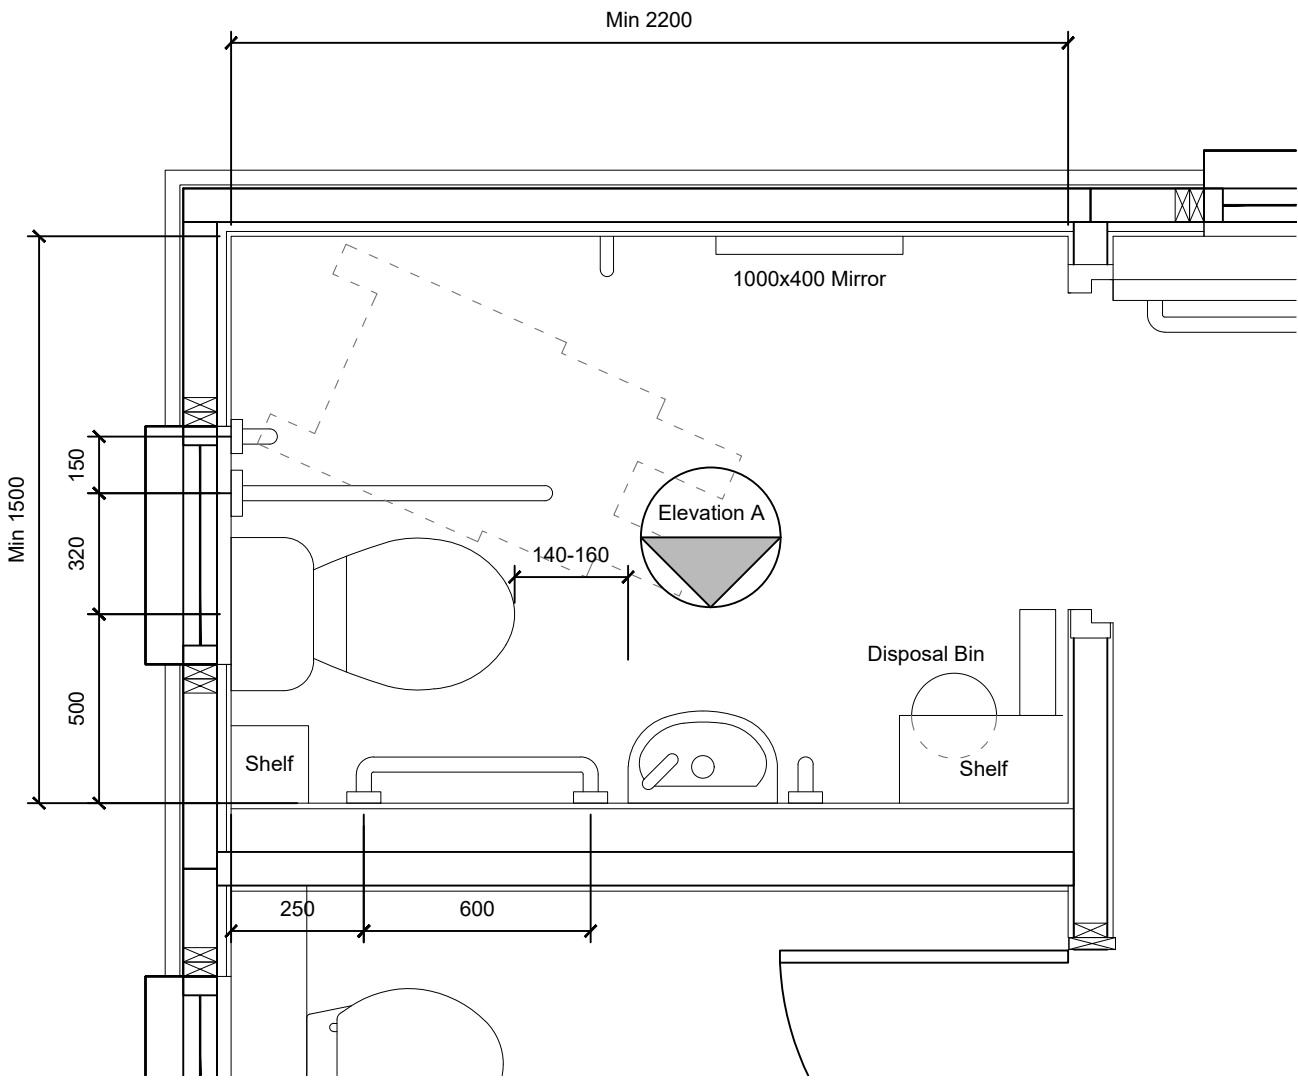 Min 2200
1000x400 Mirror
150
Min 1500
Elevation A
320
140-160
Disposal Bin
500
Shelf
Shelf
250
600